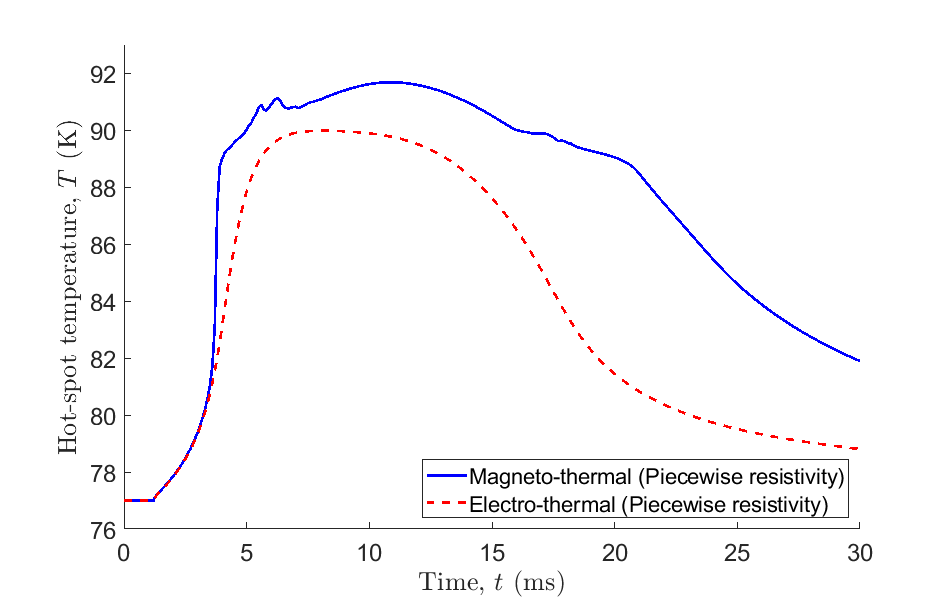 92
90
88
86
84
82
80
78
76
Hot-spot temperature, T (K)
0 5 10 15 20 25 30
Time, t (ms)
Magneto-thermal (Piecewise resistivity)
Electro-thermal (Piecewise resistivity)